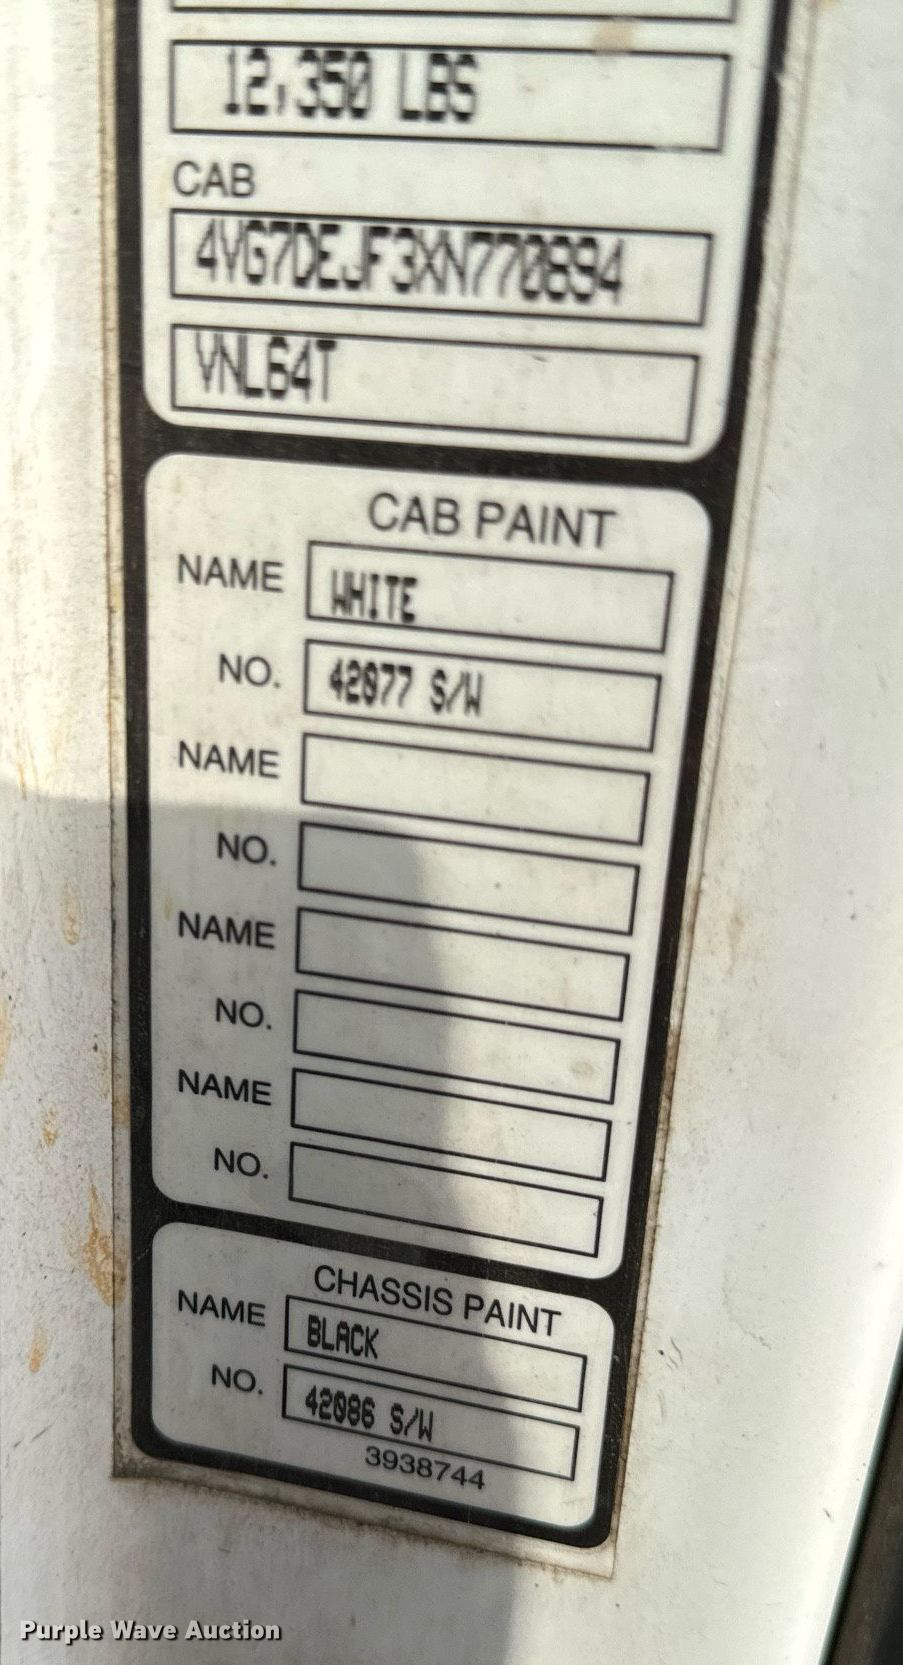 12,350 LBS
CAB
4VG7DEJF3XN770894
VNL64T
CAB PAINT
NAME WHITE
NO. 42077 S/W
NAME
NO.
NAME
NO.
NAME
NO.
CHASSIS PAINT
NAME BLACK
NO. 42086 S/W
3938744
Purple Wave Auction